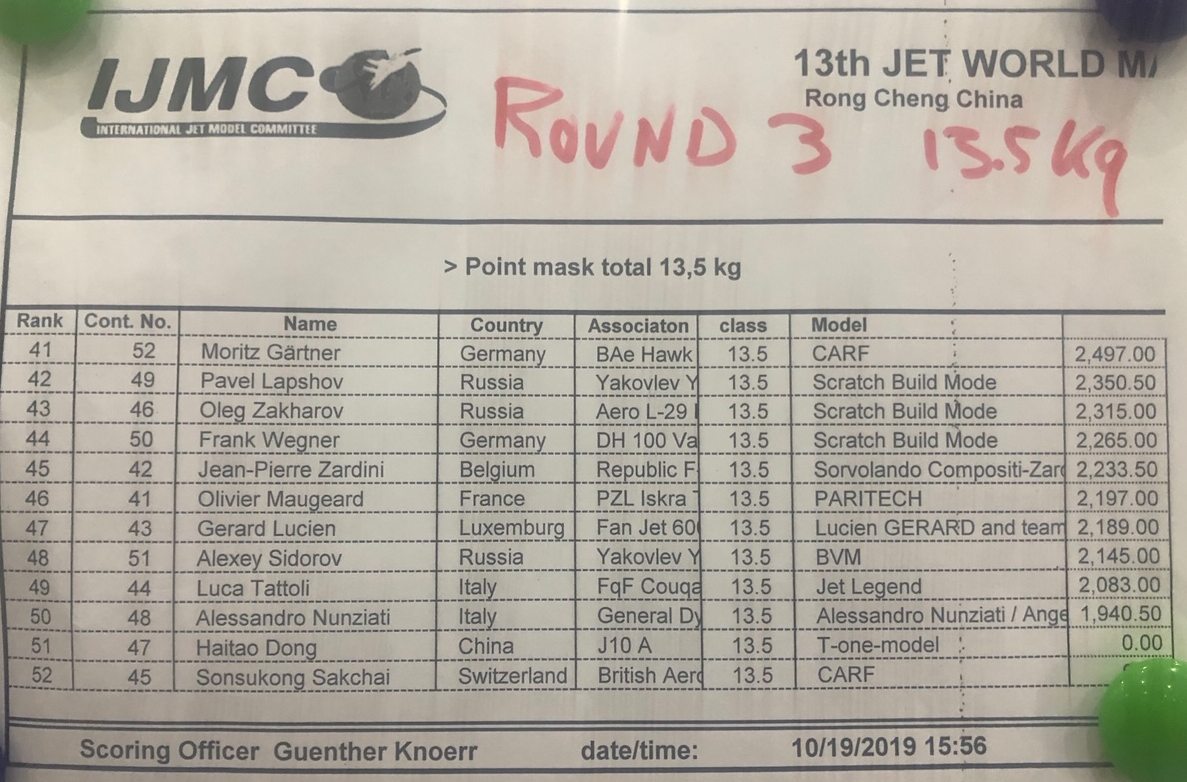 IJMC
INTERNATIONAL JET MODEL COMMITTEE
13th JET WORLD MA
Rong Cheng China
ROUND 3 13.5 Kg
> Point mask total 13,5 kg
Rank Cont. No. Name Country Associaton class Model
41 52 Moritz Gärtner Germany BAe Hawk 13.5 CARF 2,497.00
42 49 Pavel Lapshov Russia Yakovlev Y 13.5 Scratch Build Mode 2,350.50
43 46 Oleg Zakharov Russia Aero L-29 13.5 Scratch Build Mode 2,315.00
44 50 Frank Wegner Germany DH 100 Va 13.5 Scratch Build Mode 2,265.00
45 42 Jean-Pierre Zardini Belgium Republic F- 13.5 Sorvolando Compositi-Zard 2,233.50
46 41 Olivier Maugeard France PZL Iskra 13.5 PARITECH 2,197.00
47 43 Gerard Lucien Luxemburg Fan Jet 600 13.5 Lucien GERARD and team 2,189.00
48 51 Alexey Sidorov Russia Yakovlev Y 13.5 BVM 2,145.00
49 44 Luca Tattoli Italy FqF Couga 13.5 Jet Legend 2,083.00
50 48 Alessandro Nunziati Italy General Dy 13.5 Alessandro Nunziati / Ange 1,940.50
51 47 Haitao Dong China J10 A 13.5 T-one-model 0.00
52 45 Sonsukong Sakchai Switzerland British Aero 13.5 CARF
Scoring Officer Guenther Knoerr date/time: 10/19/2019 15:56